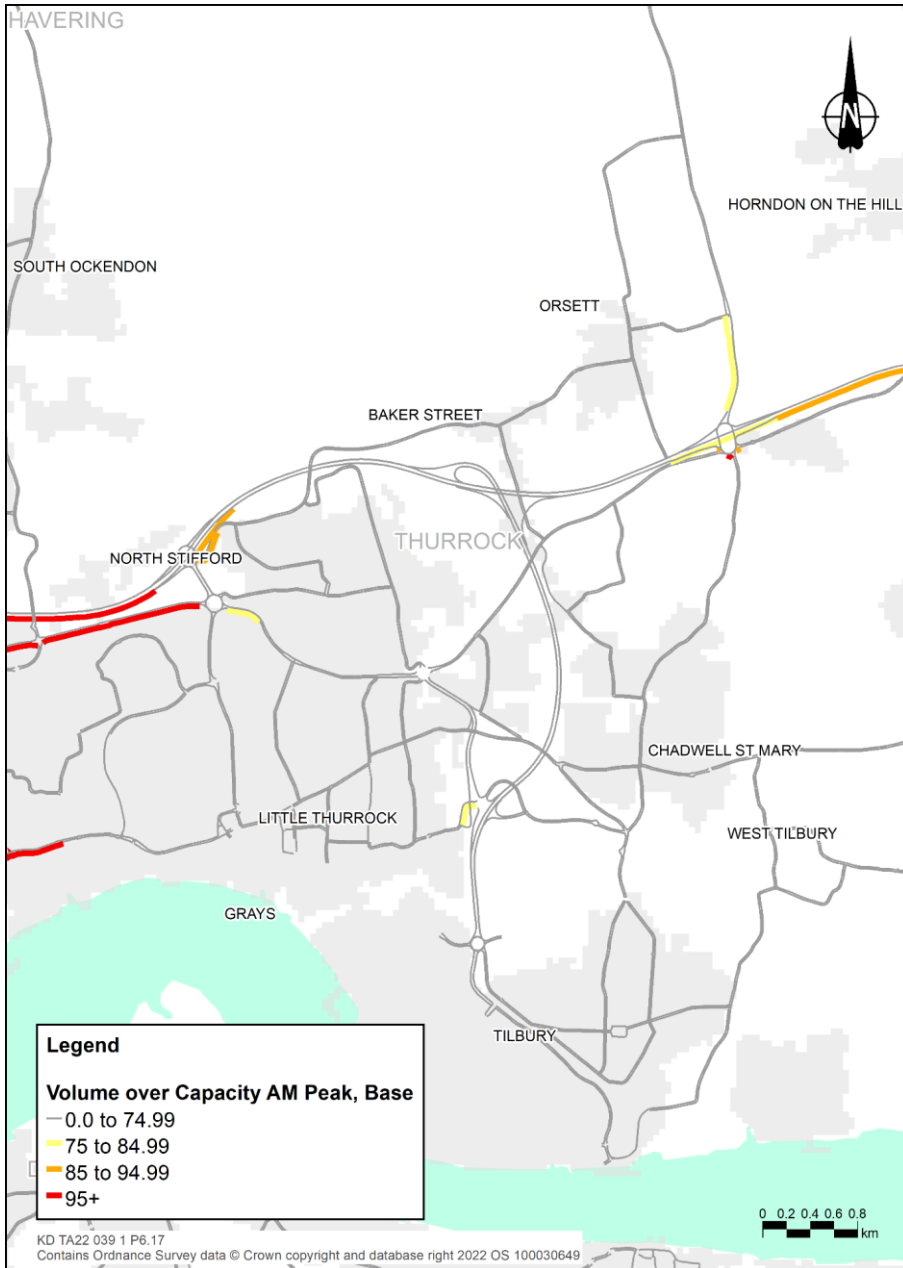 HAVERING
N
HORNDON ON THE HILL
SOUTH OCKENDON
ORSETT
BAKER STREET
THURROCK
NORTH STIFFORD
CHADWELL ST MARY
LITTLE THURROCK
WEST TILBURY
GRAYS
TILBURY
Legend
Volume over Capacity AM Peak, Base
0.0 to 74.99
75 to 84.99
85 to 94.99
95+
0 0.2 0.4 0.6 0.8
km
KD TA22 039 1 P6.17
Contains Ordnance Survey data © Crown copyright and database right 2022 OS 100030649